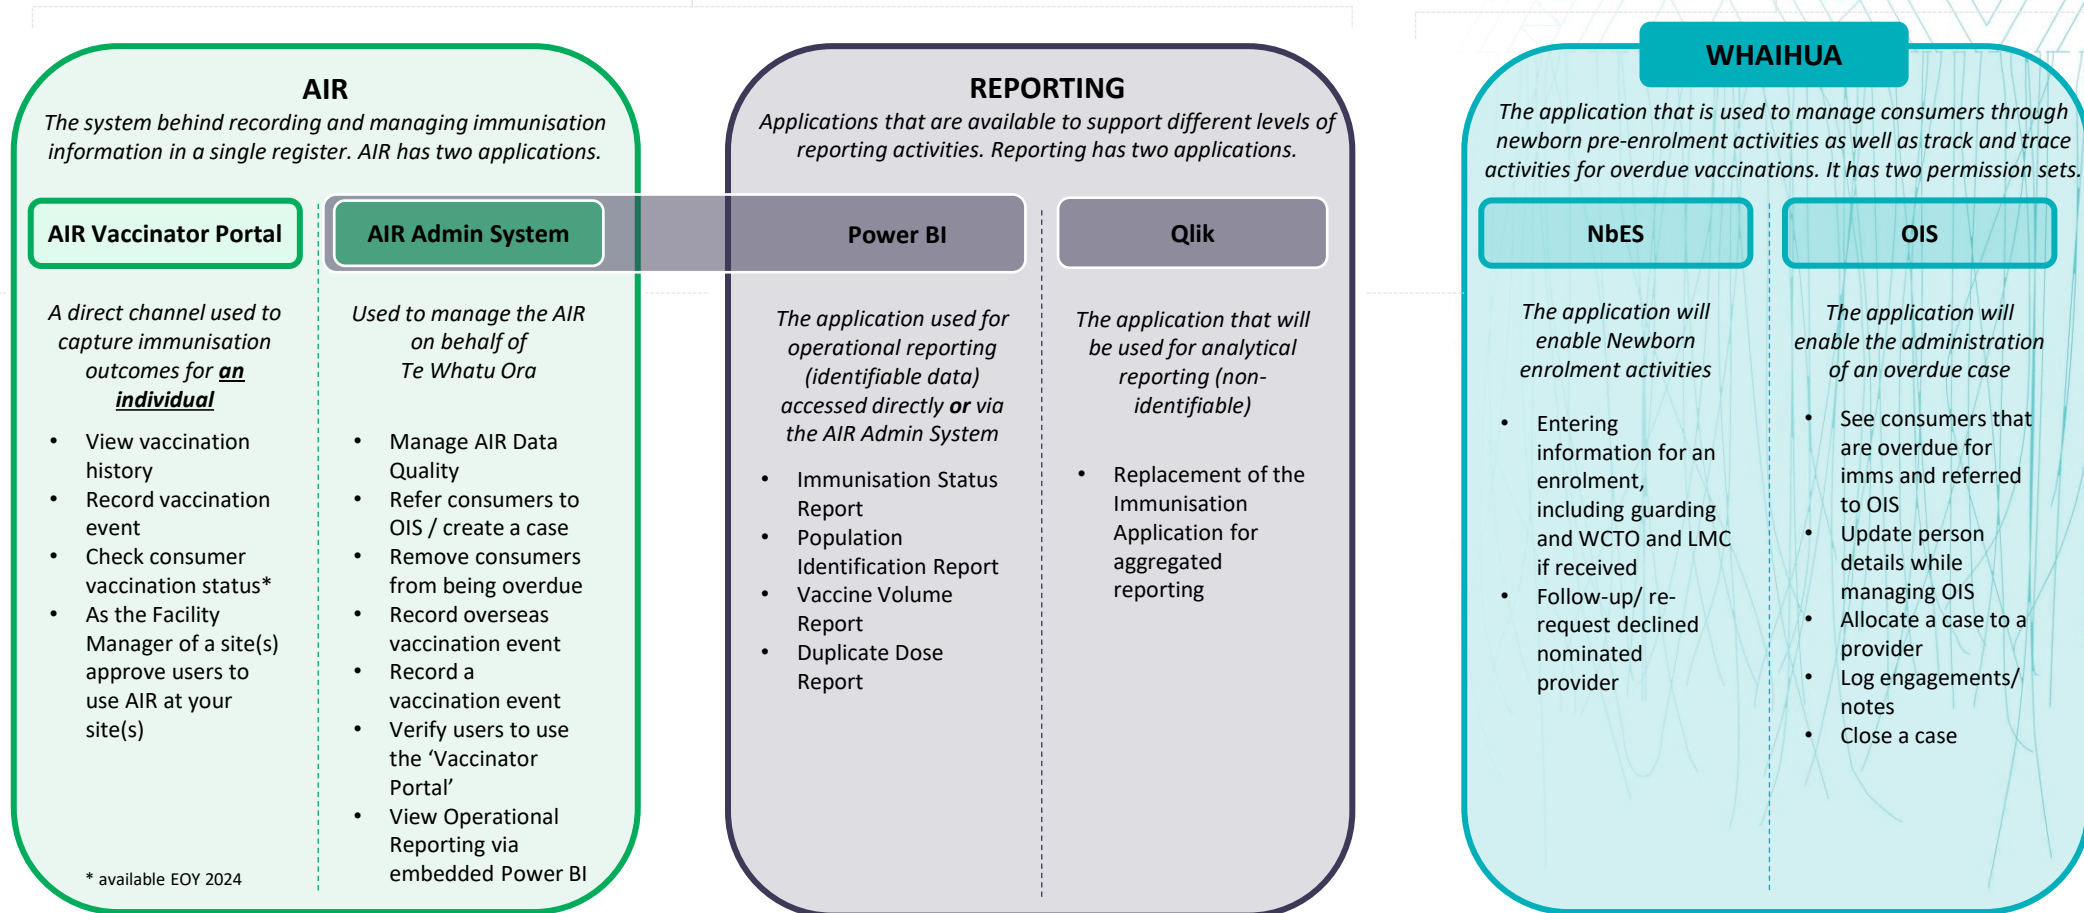 AIR
The system behind recording and managing immunisation
information in a single register. AIR has two applications.
AIR Vaccinator Portal
A direct channel used to
capture immunisation
outcomes for an
individual
• View vaccination
history
• Record vaccination
event
• Check consumer
vaccination status*
• As the Facility
Manager of a site(s)
approve users to
use AIR at your
site(s)
* available EOY 2024
AIR Admin System
Used to manage the AIR
on behalf of
Te Whatu Ora
• Manage AIR Data
Quality
• Refer consumers to
OIS / create a case
• Remove consumers
from being overdue
• Record overseas
vaccination event
• Record a
vaccination event
• Verify users to use
the ‘Vaccinator
Portal’
• View Operational
Reporting via
embedded Power BI
REPORTING
Applications that are available to support different levels of
reporting activities. Reporting has two applications.
Power BI
The application used for
operational reporting
(identifiable data)
accessed directly or via
the AIR Admin System
• Immunisation Status
Report
• Population
Identification Report
• Vaccine Volume
Report
• Duplicate Dose
Report
Qlik
The application that will
be used for analytical
reporting (non-
identifiable)
• Replacement of the
Immunisation
Application for
aggregated
reporting
WHAIHUA
The application that is used to manage consumers through
newborn pre-enrolment activities as well as track and trace
activities for overdue vaccinations. It has two permission sets.
NbES
The application will
enable Newborn
enrolment activities
• Entering
information for an
enrolment,
including guarding
and WCTO and LMC
if received
• Follow-up/ re-
request declined
nominated
provider
OIS
The application will
enable the administration
of an overdue case
• See consumers that
are overdue for
imms and referred
to OIS
• Update person
details while
managing OIS
• Allocate a case to a
provider
• Log engagements/
notes
• Close a case